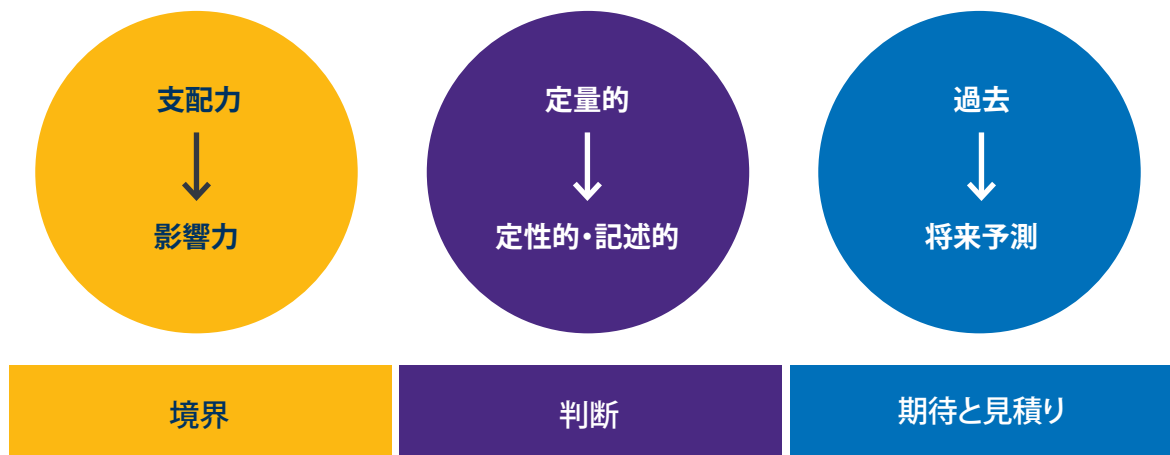 支配力
影響力
境界
定量的
定性的・記述的
判断
過去
将来予測
期待と見積り